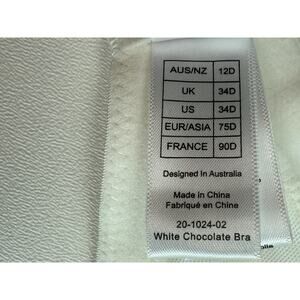 AUS/NZ 12D
UK 34D
US 34D
EUR/ASIA 75D
FRANCE 90D
Designed In Australia
Made in China
Fabriqué en Chine
20-1024-02
White Chocolate Bra